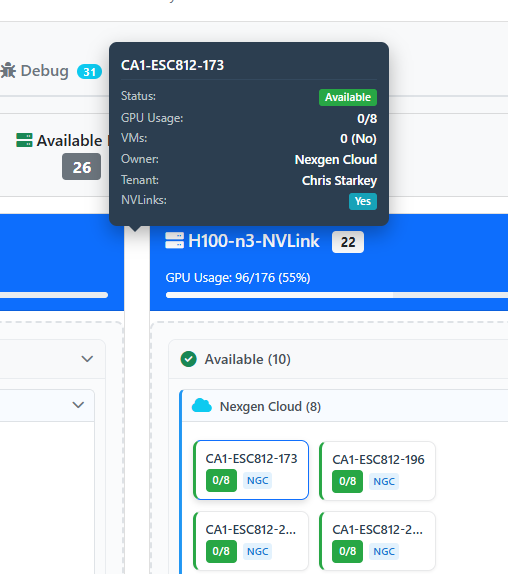 Debug 31
CA1-ESC812-173
Status: Available
GPU Usage: 0/8
VMs: 0 (No)
Owner: Nexgen Cloud
Tenant: Chris Starkey
NVLinks: Yes
Available
26
H100-n3-NVLink 22
GPU Usage: 96/176 (55%)
Available (10)
Nexgen Cloud (8)
CA1-ESC812-173
0/8 NGC
CA1-ESC812-196
0/8 NGC
CA1-ESC812-2...
0/8 NGC
CA1-ESC812-2...
0/8 NGC